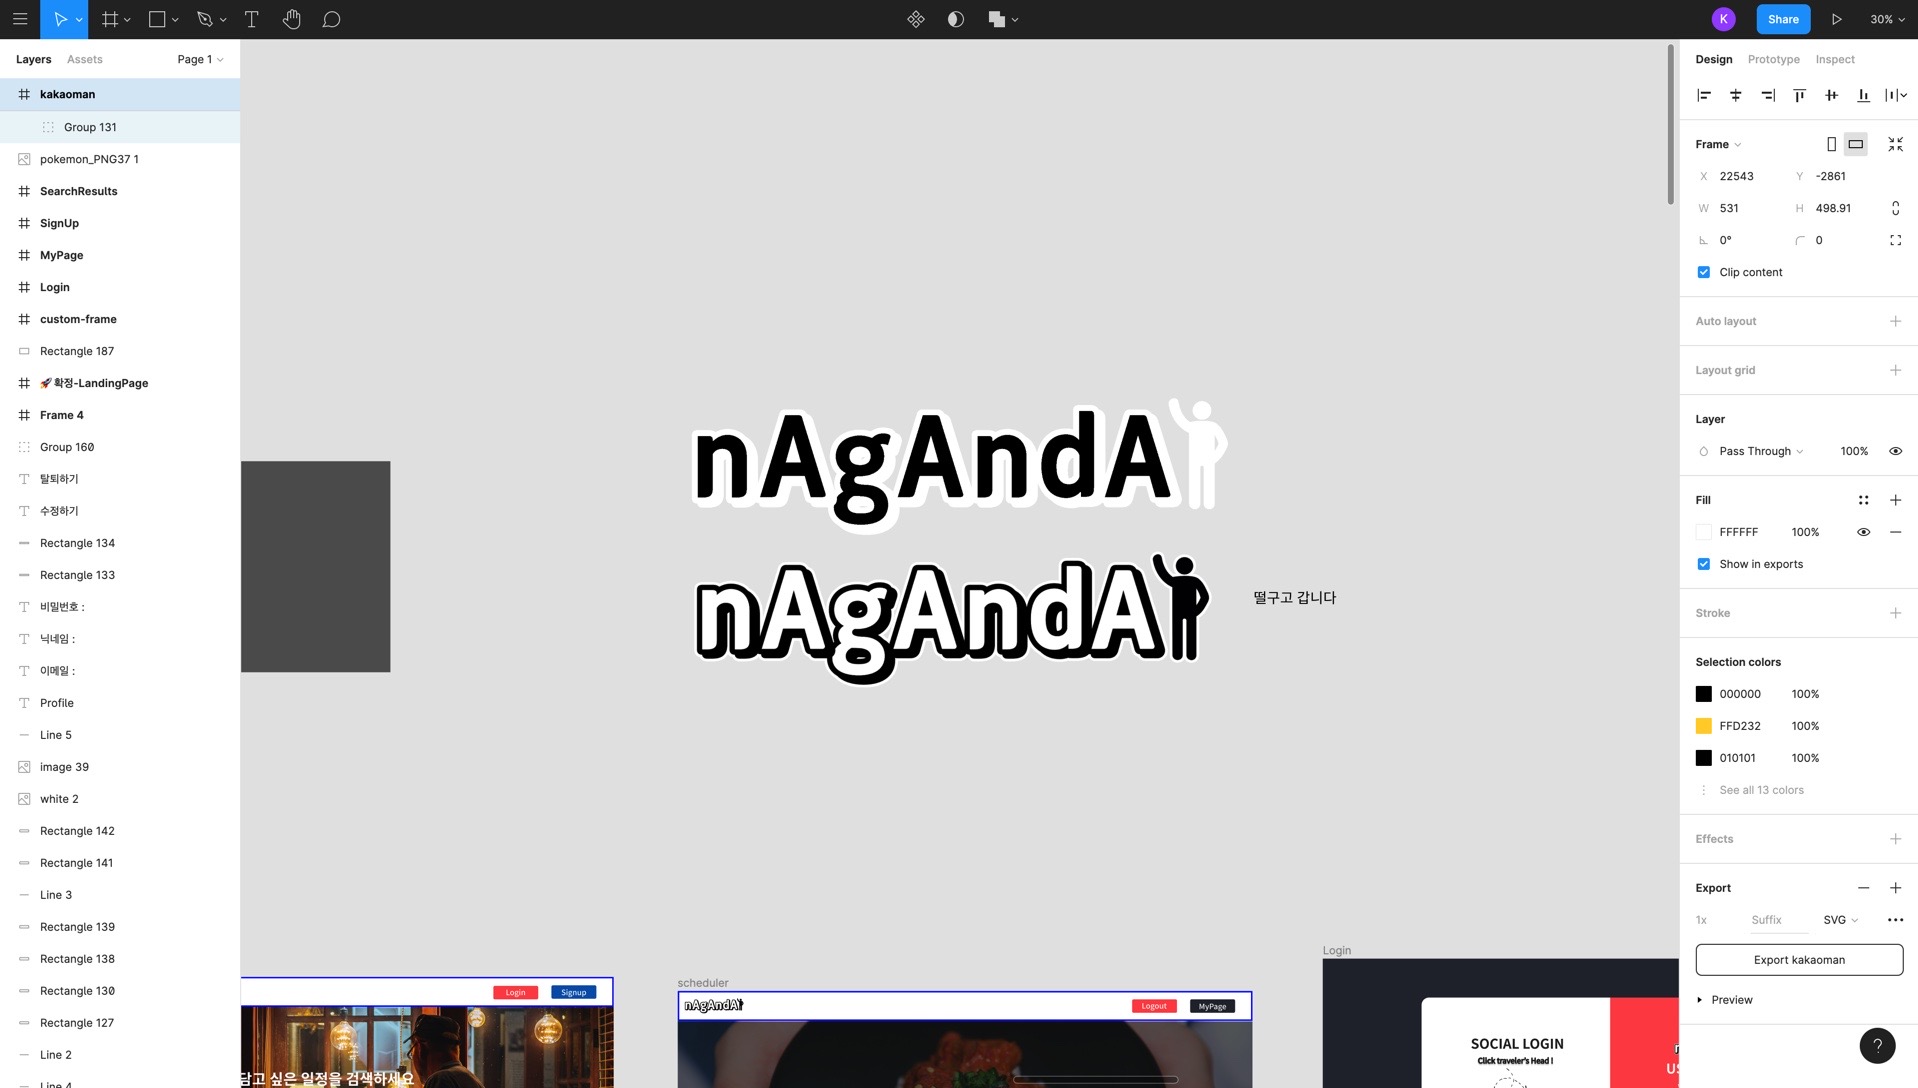 K
Share
30%
Layers
Assets
Page 1
kakaoman
Group 131
pokemon_PNG37 1
SearchResults
SignUp
MyPage
Login
custom-frame
Rectangle 187
🚀확정-LandingPage
Frame 4
Group 160
탈퇴하기
수정하기
Rectangle 134
Rectangle 133
비밀번호 :
닉네임 :
이메일 :
Profile
Line 5
image 39
white 2
Rectangle 142
Rectangle 141
Line 3
Rectangle 139
Rectangle 138
Rectangle 130
Rectangle 127
Line 2
Line 4
nAgAndA
nAgAndA
떨구고 갑니다
Login
Signup
담고 싶은 일정을 검색하세요
scheduler
nAgAndA
Logout
MyPage
Login
SOCIAL LOGIN
Click traveler's Head !
US
Design
Prototype
Inspect
Frame
X 22543
Y -2861
W 531
H 498.91
0°
0
Clip content
Auto layout
Layout grid
Layer
Pass Through
100%
Fill
FFFFFF 100%
Show in exports
Stroke
Selection colors
000000 100%
FFD232 100%
010101 100%
See all 13 colors
Effects
Export
1x
Suffix
SVG
Export kakaoman
Preview
?